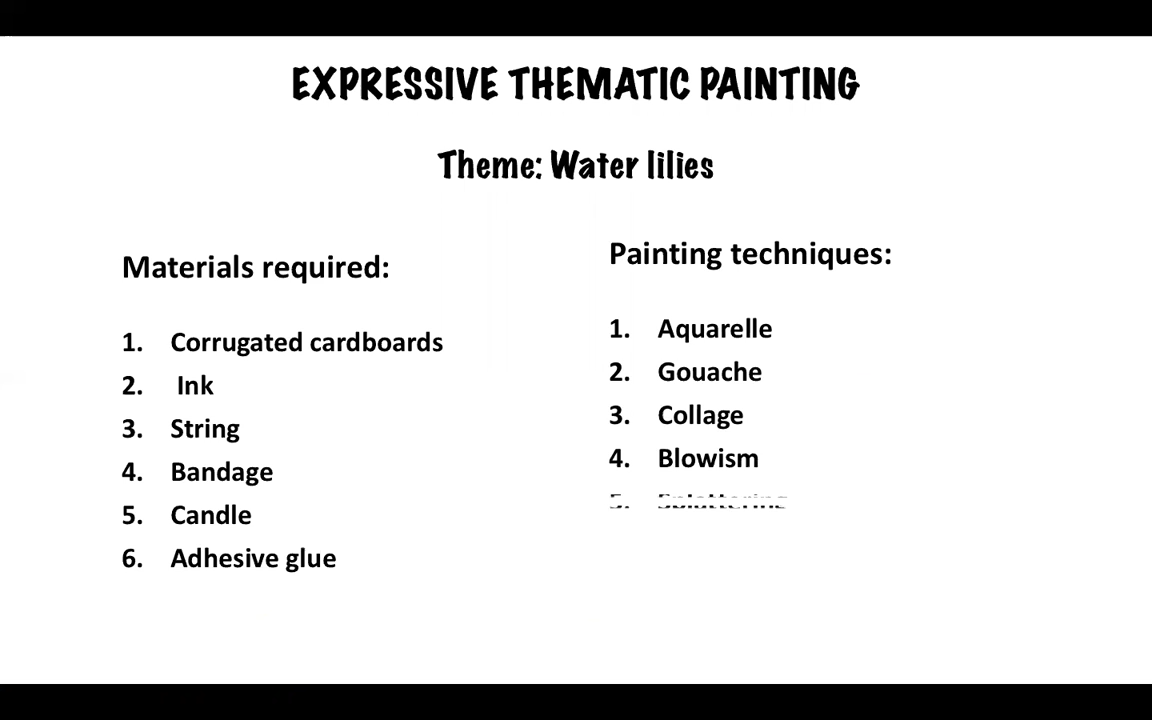 EXPRESSIVE THEMATIC PAINTING
Theme: Water lilies
Materials required:
1. Corrugated cardboards
2. Ink
3. String
4. Bandage
5. Candle
6. Adhesive glue
Painting techniques:
1. Aquarelle
2. Gouache
3. Collage
4. Blowism
5. Splattering